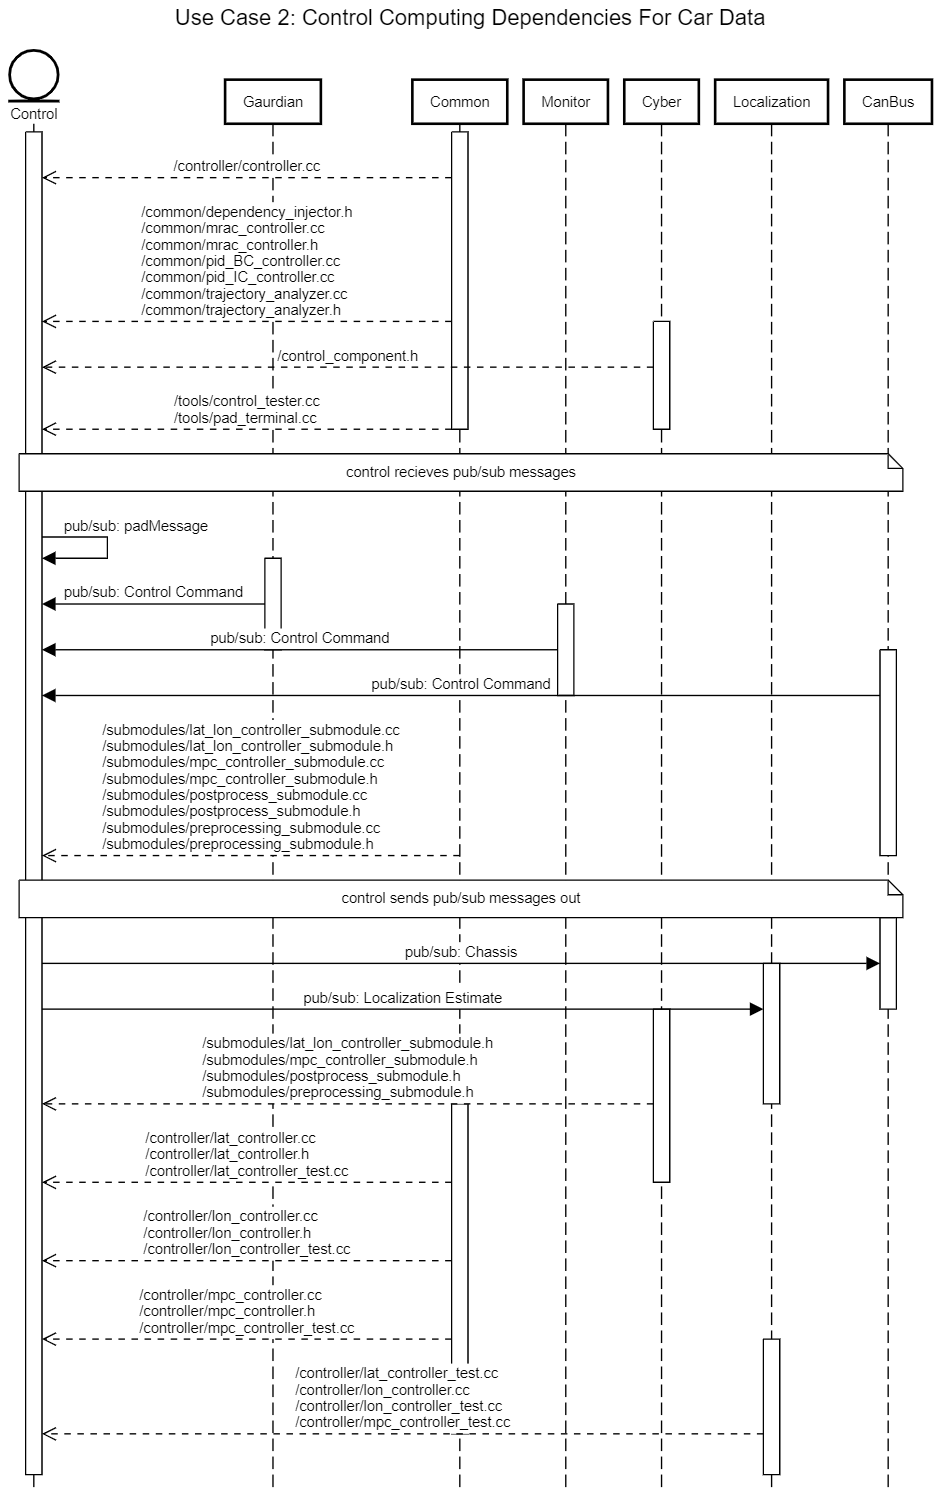 Use Case 2: Control Computing Dependencies For Car Data
Control
Gaurdian
Common
Monitor
Cyber
Localization
CanBus
/controller/controller.cc
/common/dependency_injector.h
/common/mrac_controller.cc
/common/mrac_controller.h
/common/pid_BC_controller.cc
/common/pid_IC_controller.cc
/common/trajectory_analyzer.cc
/common/trajectory_analyzer.h
/control_component.h
/tools/control_tester.cc
/tools/pad_terminal.cc
control recieves pub/sub messages
pub/sub: padMessage
pub/sub: Control Command
pub/sub: Control Command
pub/sub: Control Command
/submodules/lat_lon_controller_submodule.cc
/submodules/lat_lon_controller_submodule.h
/submodules/mpc_controller_submodule.cc
/submodules/mpc_controller_submodule.h
/submodules/postprocess_submodule.cc
/submodules/postprocess_submodule.h
/submodules/preprocessing_submodule.cc
/submodules/preprocessing_submodule.h
control sends pub/sub messages out
pub/sub: Chassis
pub/sub: Localization Estimate
/submodules/lat_lon_controller_submodule.h
/submodules/mpc_controller_submodule.h
/submodules/postprocess_submodule.h
/submodules/preprocessing_submodule.h
/controller/lat_controller.cc
/controller/lat_controller.h
/controller/lat_controller_test.cc
/controller/lon_controller.cc
/controller/lon_controller.h
/controller/lon_controller_test.cc
/controller/mpc_controller.cc
/controller/mpc_controller.h
/controller/mpc_controller_test.cc
/controller/lat_controller_test.cc
/controller/lon_controller.cc
/controller/lon_controller_test.cc
/controller/mpc_controller_test.cc